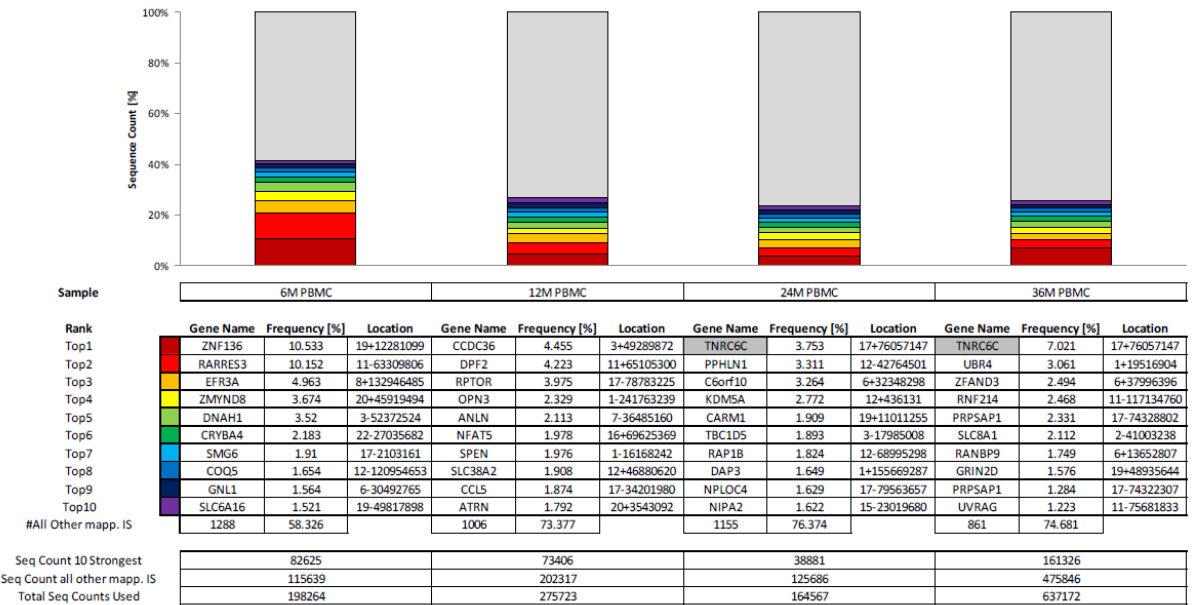 100%
80%
60%
40%
20%
0%
Sequence Count [%]
Sample 6M PBMC 12M PBMC 24M PBMC 36M PBMC
Rank Gene Name Frequency [%] Location Gene Name Frequency [%] Location Gene Name Frequency [%] Location Gene Name Frequency [%] Location
Top1 ZNF136 10.533 19+12281099 CCDC36 4.455 3+49289872 TNRC6C 3.753 17+76057147 TNRC6C 7.021 17+76057147
Top2 RARRES3 10.152 11-63309806 DPF2 4.223 11+65105300 PPHLN1 3.311 12-42764501 UBR4 3.061 1+19516904
Top3 EFR3A 4.963 8+132946485 RPTOR 3.975 17-78783225 C6orf10 3.264 6+32348298 ZFAND3 2.494 6+37996396
Top4 ZMYND8 3.674 20+45919494 OPN3 2.329 1-241763239 KDM5A 2.772 12+436131 RNF214 2.468 11-117134760
Top5 DNAH1 3.52 3-52372524 ANLN 2.113 7-36485160 CARM1 1.909 19+11011255 PRPSAP1 2.331 17-74328802
Top6 CRYBA4 2.183 22-27035682 NFAT5 1.978 16+69625369 TBC1D5 1.893 3-17985008 SLC8A1 2.112 2-41003238
Top7 SMG6 1.91 17-2103161 SPEN 1.976 1-16168242 RAP1B 1.824 12-68995298 RANBP9 1.749 6+13652807
Top8 COQ5 1.654 12-120954653 SLC38A2 1.908 12+46880620 DAP3 1.649 1+155669287 GRIN2D 1.576 19+48935644
Top9 GNL1 1.564 6-30492765 CCL5 1.874 17-34201980 NPLOC4 1.629 17-79563657 PRPSAP1 1.284 17-74322307
Top10 SLC6A16 1.521 19-49817898 ATRN 1.792 20+3543092 NIPA2 1.622 15-23019680 UVRAG 1.223 11-75681833
#All Other mapp. IS 1288 58.326 1006 73.377 1155 76.374 861 74.681
Seq Count 10 Strongest 82625 73406 38881 161326
Seq Count all other mapp. IS 115639 202317 125686 475846
Total Seq Counts Used 198264 275723 164567 637172